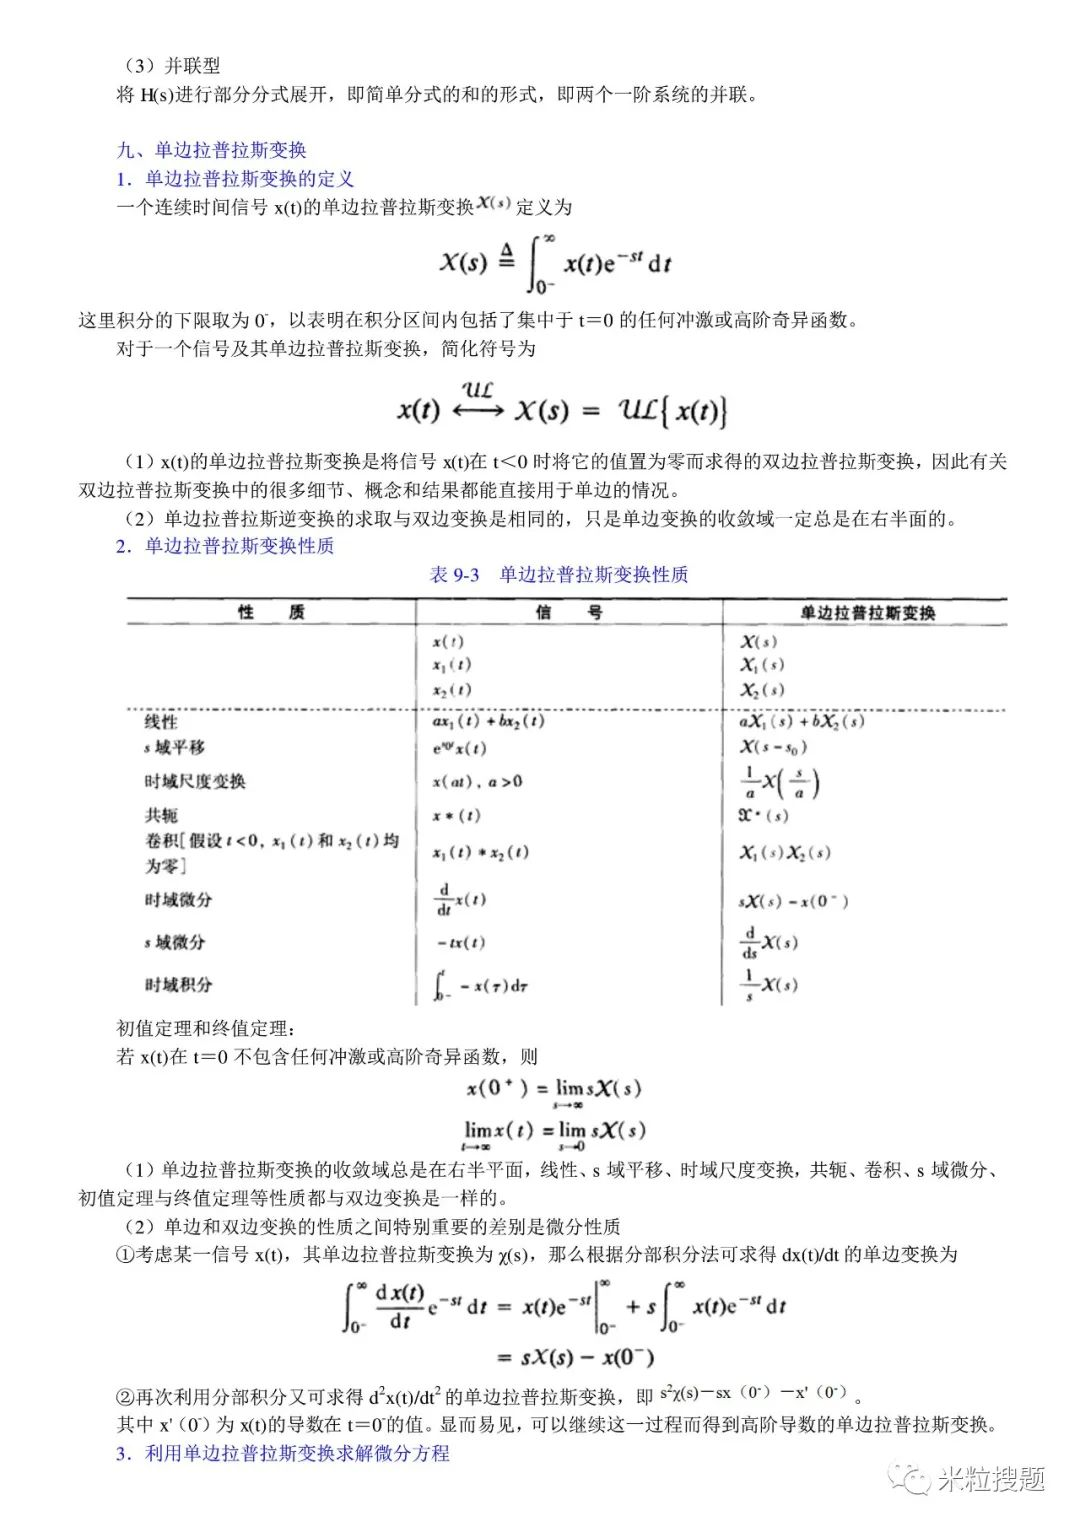 （3）并联型
将 H(s)进行部分分式展开，即简单分式的和的形式，即两个一阶系统的并联。
九、单边拉普拉斯变换
1．单边拉普拉斯变换的定义
一个连续时间信号 x(t)的单边拉普拉斯变换X(s)定义为
X(s) ≜ ∫_{0⁻}^{∞} x(t)e^{-st} dt
这里积分的下限取为 0⁻，以表明在积分区间内包括了集中于 t＝0 的任何冲激或高阶奇异函数。
对于一个信号及其单边拉普拉斯变换，简化符号为
x(t) ⟷^{UL} X(s) = UL{x(t)}
（1）x(t)的单边拉普拉斯变换是将信号 x(t)在 t＜0 时将它的值置为零而求得的双边拉普拉斯变换，因此有关
双边拉普拉斯变换中的很多细节、概念和结果都能直接用于单边的情况。
（2）单边拉普拉斯逆变换的求取与双边变换是相同的，只是单边变换的收敛域一定总是在右半面的。
2．单边拉普拉斯变换性质
表 9-3 单边拉普拉斯变换性质
性 质 信 号 单边拉普拉斯变换
x(t) X(s)
x₁(t) X₁(s)
x₂(t) X₂(s)
线性 ax₁(t)+bx₂(t) aX₁(s)+bX₂(s)
s 域平移 e^{s₀t}x(t) X(s-s₀)
时域尺度变换 x(at), a>0 1/a X(s/a)
共轭 x*(t) X*(s)
卷积[假设 t<0, x₁(t)和 x₂(t)均
为零] x₁(t)*x₂(t) X₁(s)X₂(s)
时域微分 d/dt x(t) sX(s)-x(0⁻)
s 域微分 -tx(t) d/ds X(s)
时域积分 ∫_{0-}^{t} - x(τ)dτ 1/s X(s)
初值定理和终值定理：
若 x(t)在 t＝0 不包含任何冲激或高阶奇异函数，则
x(0⁺) = lim_{s→∞} sX(s)
lim_{t→∞} x(t) = lim_{s→0} sX(s)
（1）单边拉普拉斯变换的收敛域总是在右半平面，线性、s 域平移、时域尺度变换，共轭、卷积、s 域微分、
初值定理与终值定理等性质都与双边变换是一样的。
（2）单边和双边变换的性质之间特别重要的差别是微分性质
①考虑某一信号 x(t)，其单边拉普拉斯变换为 χ(s)，那么根据分部积分法可求得 dx(t)/dt 的单边变换为
∫_{0⁻}^{∞} dx(t)/dt e^{-st} dt = x(t)e^{-st}|_{0⁻}^{∞} + s∫_{0⁻}^{∞} x(t)e^{-st} dt
= sX(s) - x(0⁻)
②再次利用分部积分又可求得 d²x(t)/dt² 的单边拉普拉斯变换，即 s²χ(s)－sx（0⁻）－x'（0⁻）。
其中 x'（0⁻）为 x(t)的导数在 t＝0⁻的值。显而易见，可以继续这一过程而得到高阶导数的单边拉普拉斯变换。
3．利用单边拉普拉斯变换求解微分方程
米粒搜题